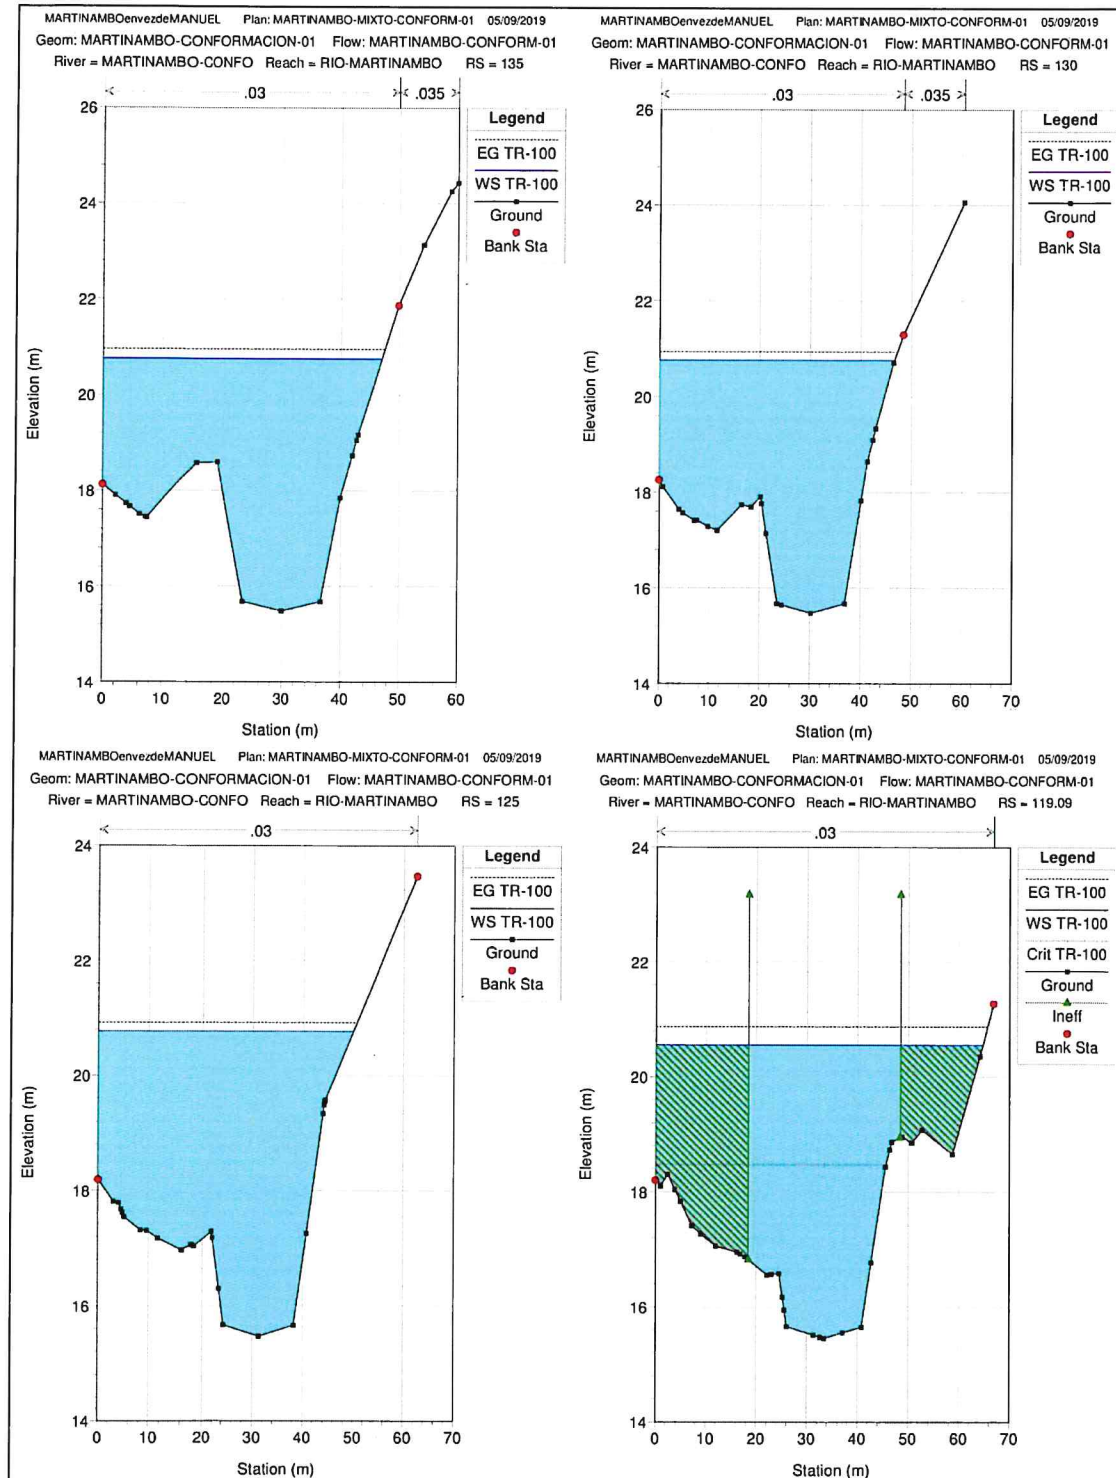 MARTINAMBOenvezdeMANUEL Plan: MARTINAMBO-MIXTO-CONFORM-01 05/09/2019
Geom: MARTINAMBO-CONFORMACION-01 Flow: MARTINAMBO-CONFORM-01
River = MARTINAMBO-CONFO Reach = RIO-MARTINAMBO RS = 135
.03 .035
26
24
22
20
18
16
14
Elevation (m)
0 10 20 30 40 50 60
Station (m)
Legend
EG TR-100
WS TR-100
Ground
Bank Sta
MARTINAMBOenvezdeMANUEL Plan: MARTINAMBO-MIXTO-CONFORM-01 05/09/2019
Geom: MARTINAMBO-CONFORMACION-01 Flow: MARTINAMBO-CONFORM-01
River = MARTINAMBO-CONFO Reach = RIO-MARTINAMBO RS = 130
.03 .035
26
24
22
20
18
16
14
Elevation (m)
0 10 20 30 40 50 60 70
Station (m)
Legend
EG TR-100
WS TR-100
Ground
Bank Sta
MARTINAMBOenvezdeMANUEL Plan: MARTINAMBO-MIXTO-CONFORM-01 05/09/2019
Geom: MARTINAMBO-CONFORMACION-01 Flow: MARTINAMBO-CONFORM-01
River = MARTINAMBO-CONFO Reach = RIO-MARTINAMBO RS = 125
.03
24
22
20
18
16
14
Elevation (m)
0 10 20 30 40 50 60 70
Station (m)
Legend
EG TR-100
WS TR-100
Ground
Bank Sta
MARTINAMBOenvezdeMANUEL Plan: MARTINAMBO-MIXTO-CONFORM-01 05/09/2019
Geom: MARTINAMBO-CONFORMACION-01 Flow: MARTINAMBO-CONFORM-01
River = MARTINAMBO-CONFO Reach = RIO-MARTINAMBO RS = 119.09
.03
24
22
20
18
16
14
Elevation (m)
0 10 20 30 40 50 60 70
Station (m)
Legend
EG TR-100
WS TR-100
Crit TR-100
Ground
Ineff
Bank Sta